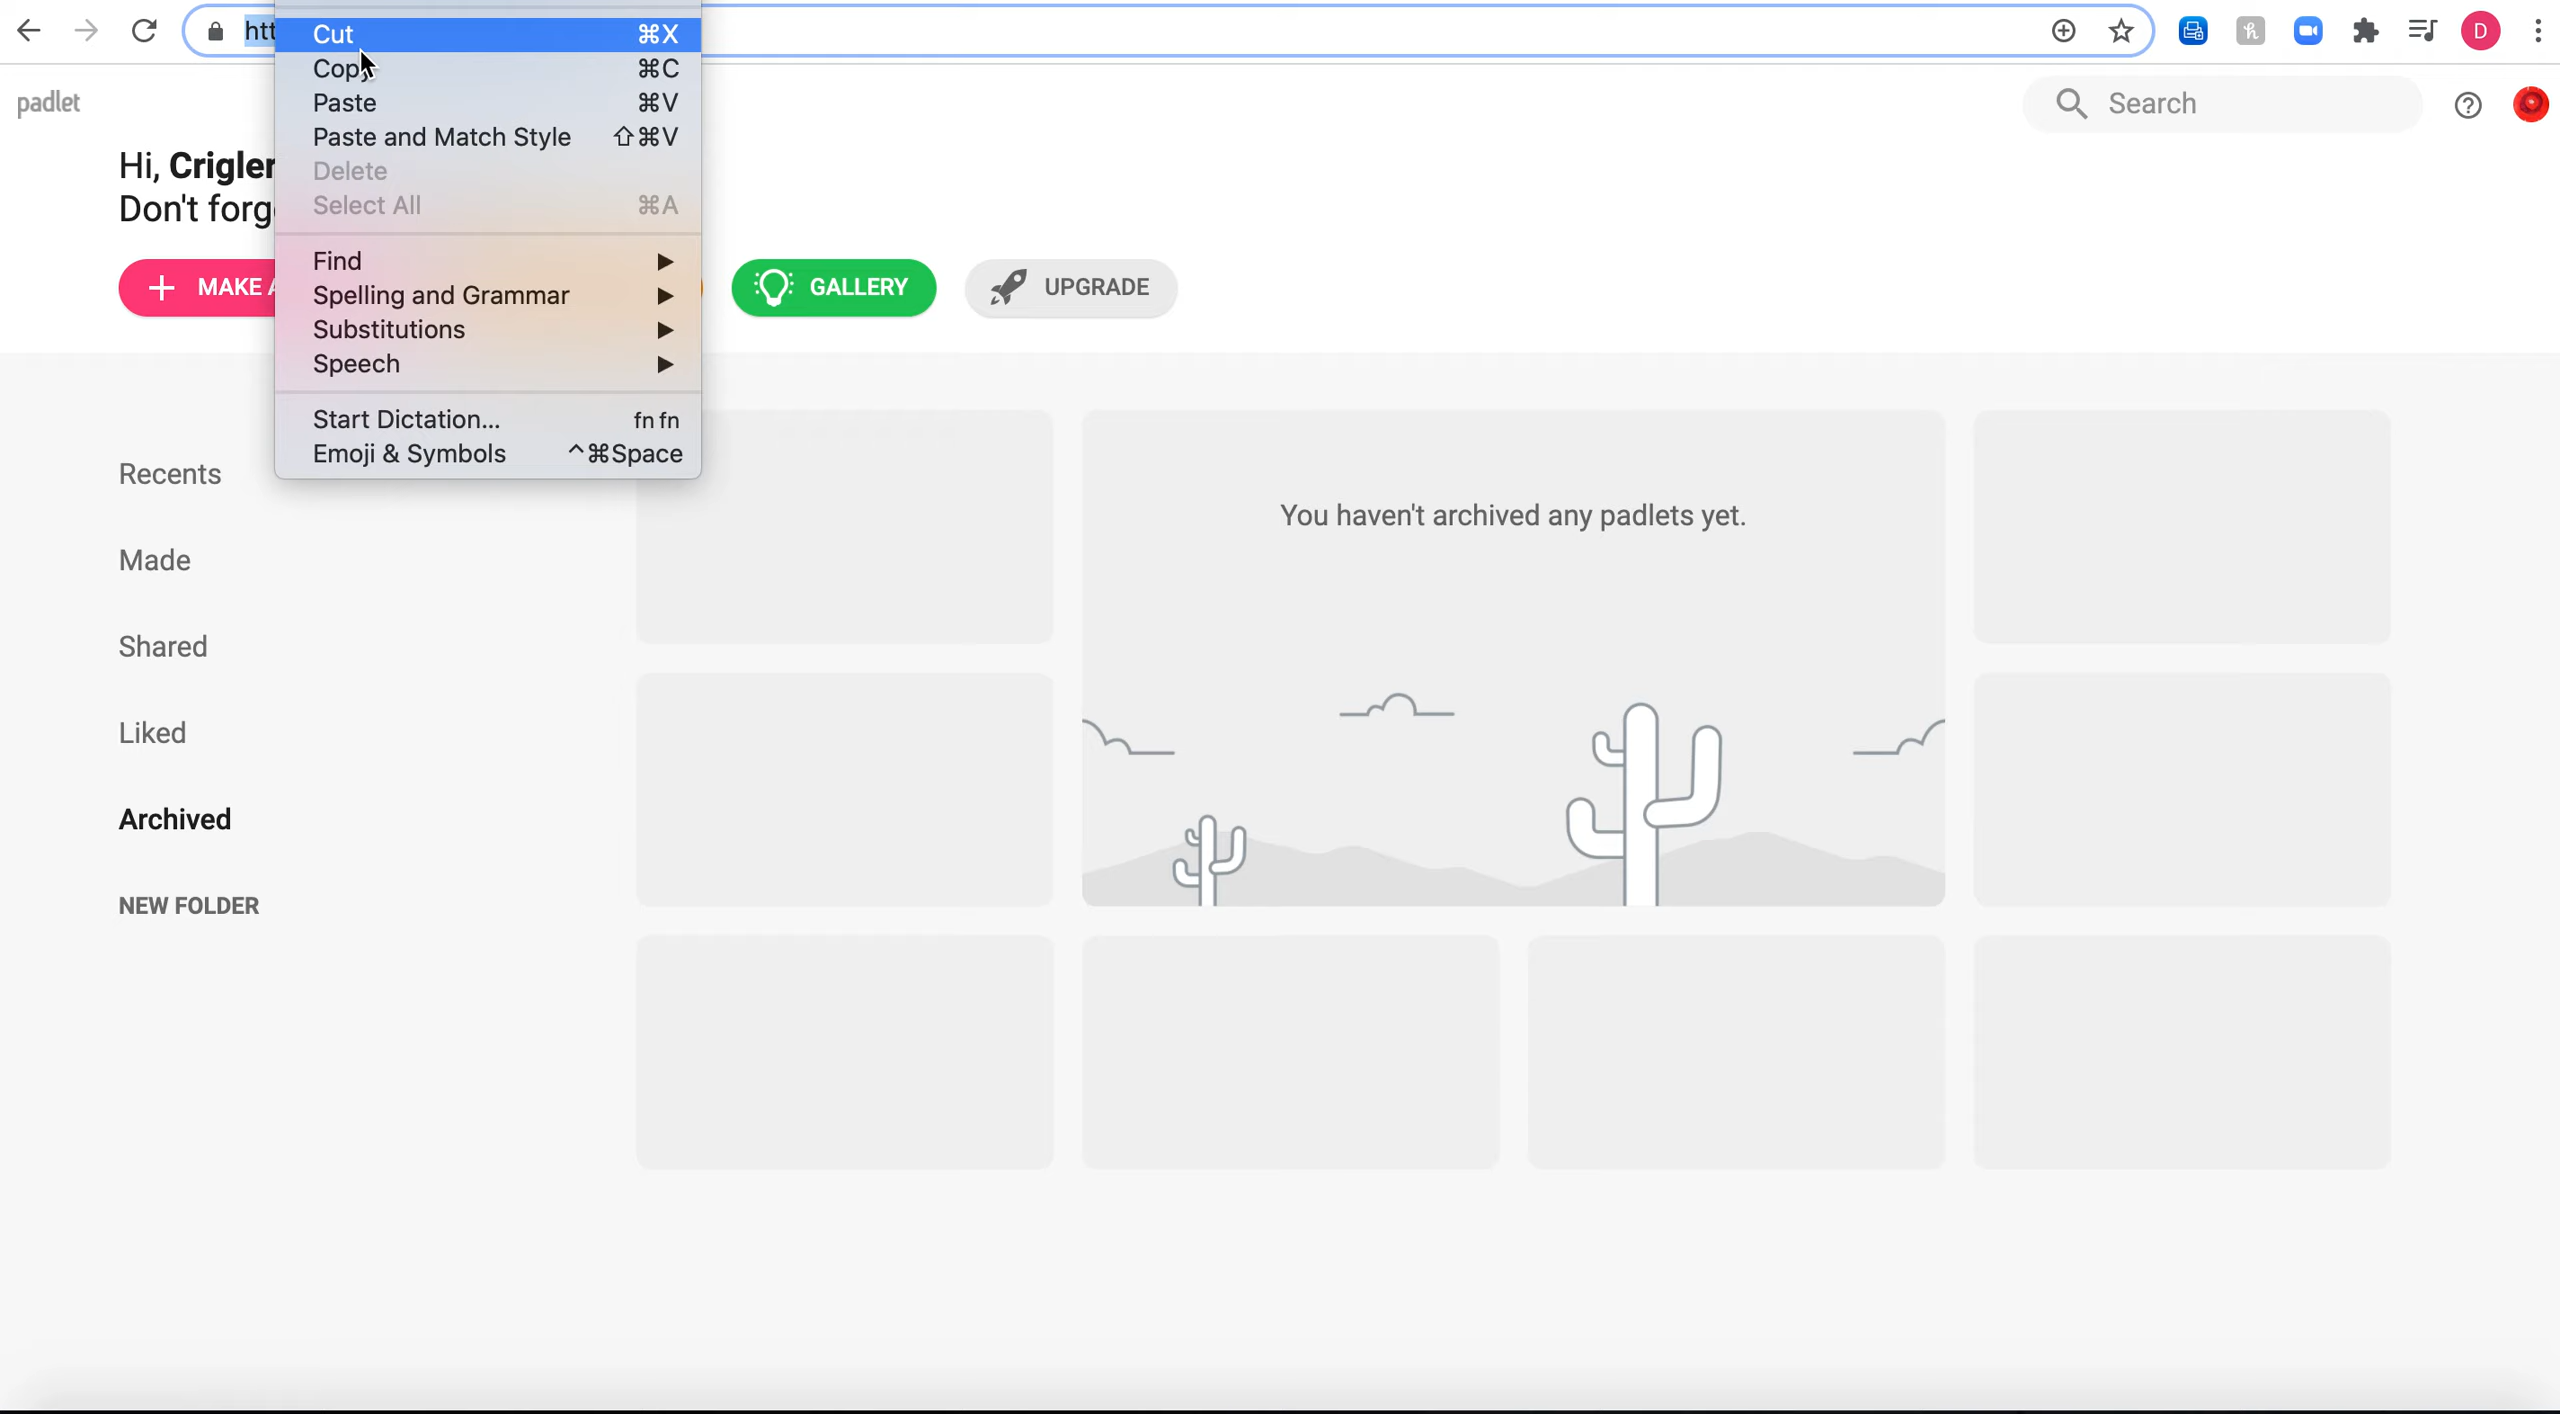 htt
D
Cut ⌘X
Copy ⌘C
Paste ⌘V
Paste and Match Style ⇧⌘V
Delete
Select All ⌘A
Find
Spelling and Grammar
Substitutions
Speech
Start Dictation... fn fn
Emoji & Symbols ^⌘Space
padlet
Search
Hi, Crigler
Don't forg
MAKE A
GALLERY
UPGRADE
Recents
Made
Shared
Liked
Archived
NEW FOLDER
You haven't archived any padlets yet.